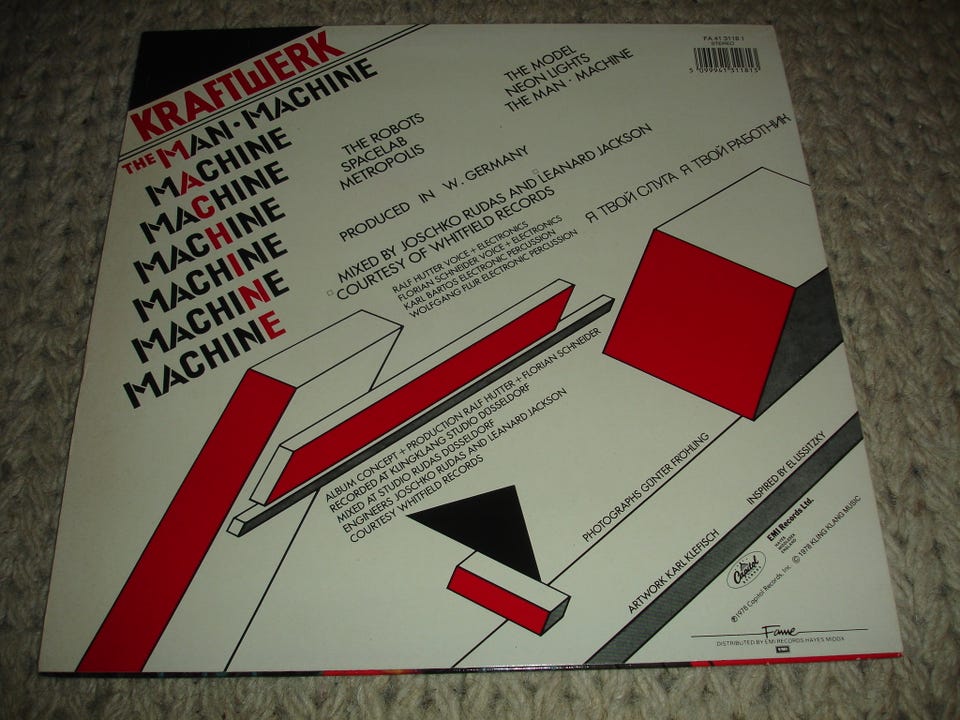 KRAFTWERK
THE MAN·MACHINE
MACHINE
MACHINE
MACHINE
MACHINE
MACHINE
MACHINE
THE ROBOTS
SPACELAB
METROPOLIS
THE MODEL
NEON LIGHTS
THE MAN·MACHINE
FA 41 3118 1
STEREO
5 099941 311815
PRODUCED IN W. GERMANY
MIXED BY JOSCHKO RUDAS AND LEANARD JACKSON
COURTESY OF WHITFIELD RECORDS
RALF HUTTER VOICE + ELECTRONICS
FLORIAN SCHNEIDER VOICE + ELECTRONICS
KARL BARTOS ELECTRONIC PERCUSSION
WOLFGANG FLUR ELECTRONIC PERCUSSION
Я ТВОЙ СЛУГА Я ТВОЙ РАБОТНИК
ALBUM CONCEPT + PRODUCTION RALF HUTTER + FLORIAN SCHNEIDER
RECORDED AT KLINGKLANG STUDIO DÜSSELDORF
MIXED AT STUDIO RUDAS DÜSSELDORF
ENGINEERS JOSCHKO RUDAS AND LEANARD JACKSON
COURTESY WHITFIELD RECORDS
PHOTOGRAPHS GÜNTER FRÖHLING
ARTWORK KARL KLEFISCH
INSPIRED BY EL LISSITZKY
Capitol
EMI Records Ltd.
HAYES
MIDDLESEX
ENGLAND
℗ 1978 Capitol Records, Inc. © 1978 KLING KLANG MUSIC
Fame
DISTRIBUTED BY EMI RECORDS HAYES MIDDX
EMI